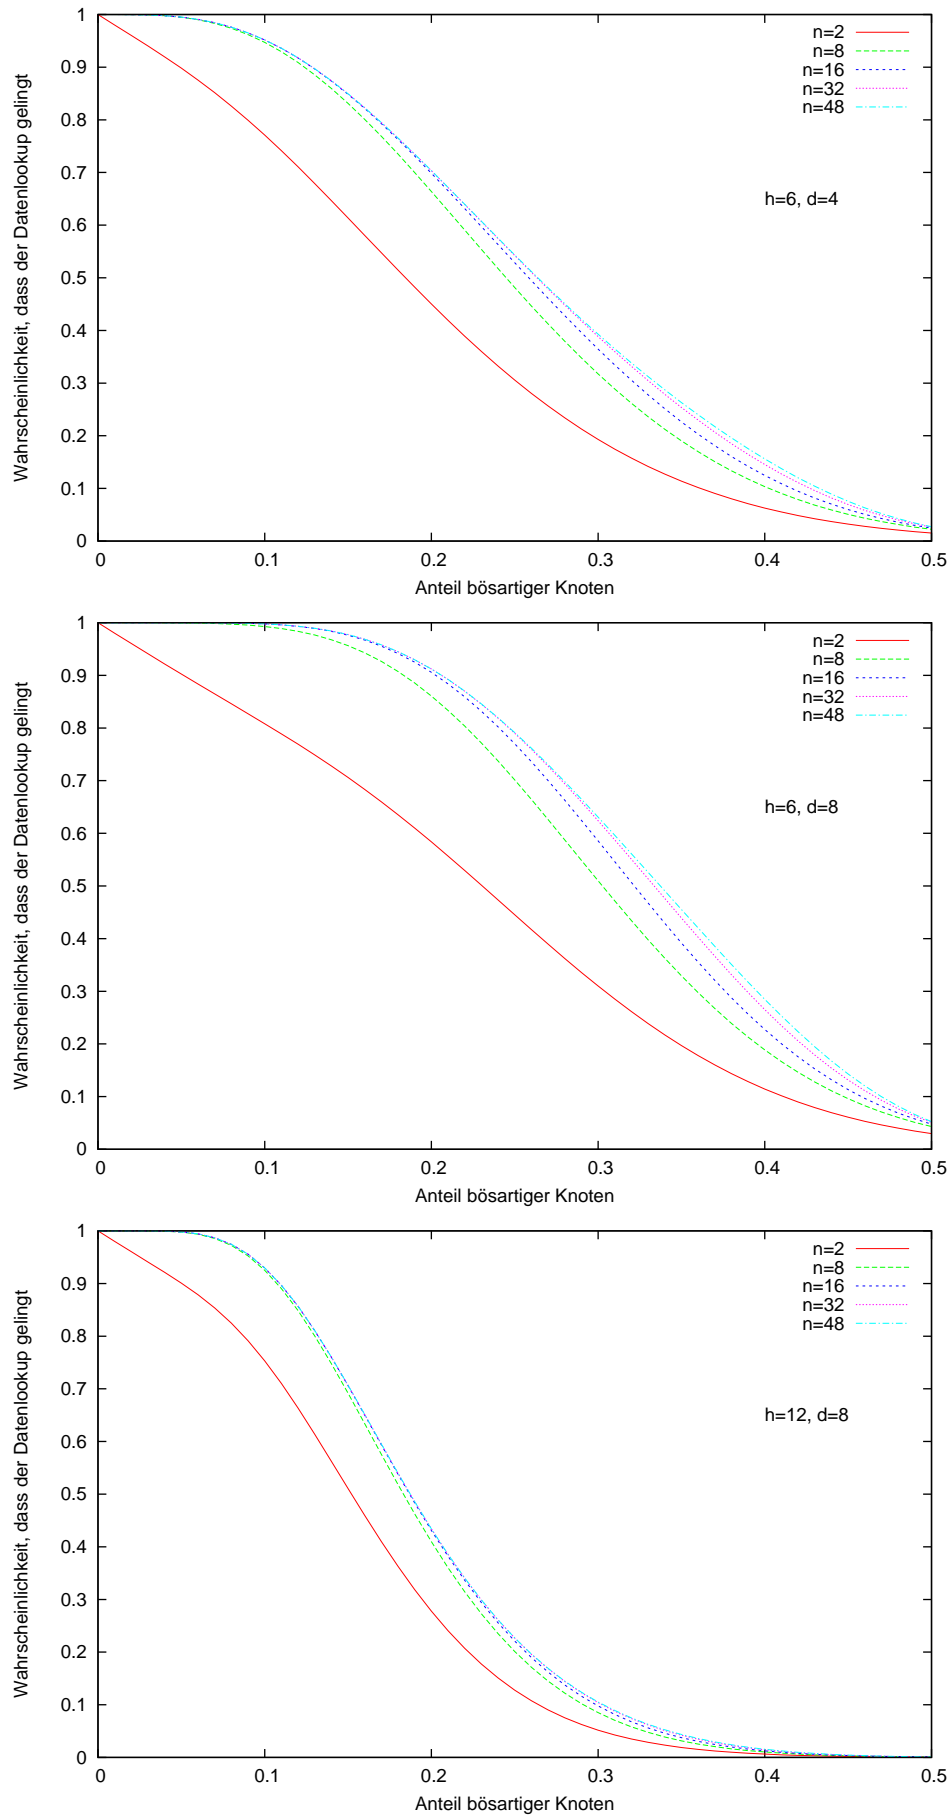 Wahrscheinlichkeit, dass der Datenlookup gelingt
1
0.9
0.8
0.7
0.6
0.5
0.4
0.3
0.2
0.1
0
n=2
n=8
n=16
n=32
n=48
h=6, d=4
0 0.1 0.2 0.3 0.4 0.5
Anteil bösartiger Knoten
Wahrscheinlichkeit, dass der Datenlookup gelingt
1
0.9
0.8
0.7
0.6
0.5
0.4
0.3
0.2
0.1
0
n=2
n=8
n=16
n=32
n=48
h=6, d=8
0 0.1 0.2 0.3 0.4 0.5
Anteil bösartiger Knoten
Wahrscheinlichkeit, dass der Datenlookup gelingt
1
0.9
0.8
0.7
0.6
0.5
0.4
0.3
0.2
0.1
0
n=2
n=8
n=16
n=32
n=48
h=12, d=8
0 0.1 0.2 0.3 0.4 0.5
Anteil bösartiger Knoten